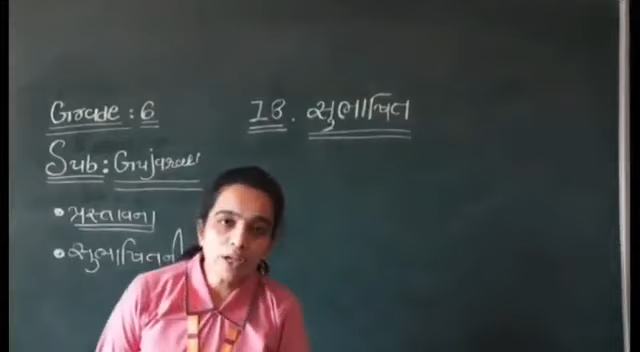 Grade : 6
18. સુભાષિત
Sub : Gujarati
• પ્રસ્તાવના
• સુભાષિતની